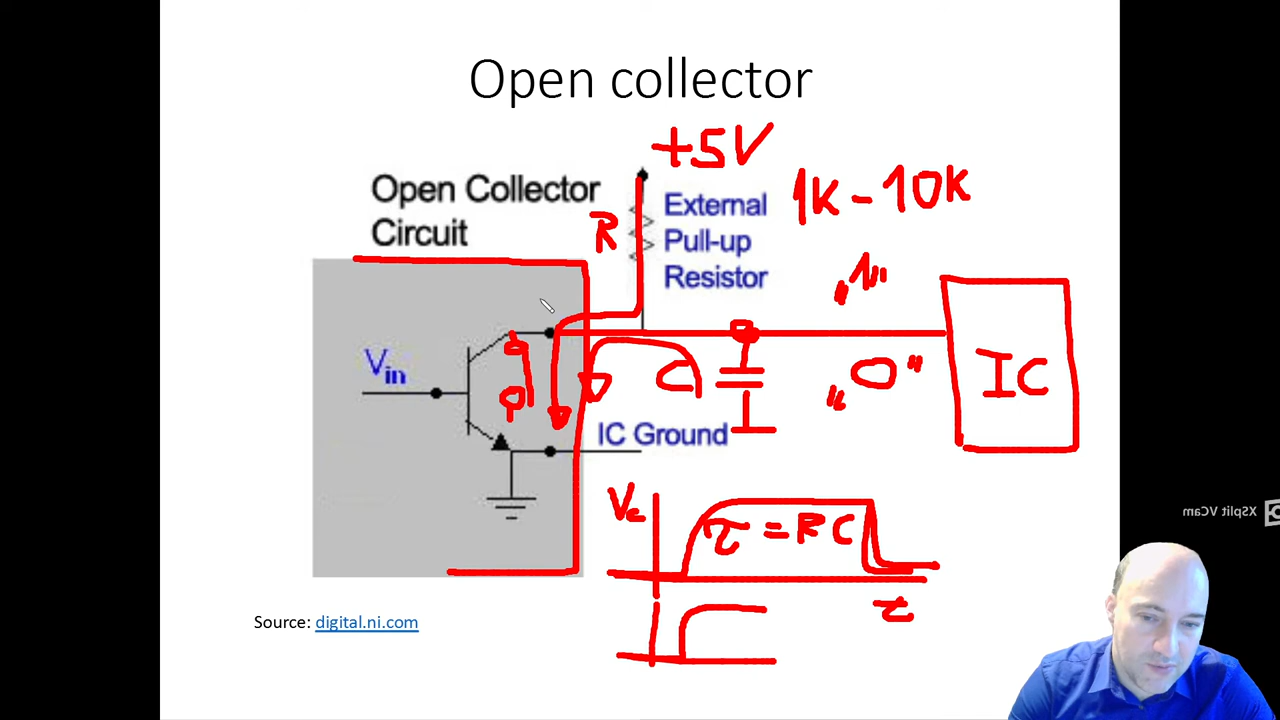 Open collector
+5V
Open Collector
Circuit
R
External
Pull-up
Resistor
1K - 10K
„1"
Vin
C
„0"
IC
IC Ground
Vc
τ = RC
t
XSplit VCam
Source: digital.ni.com